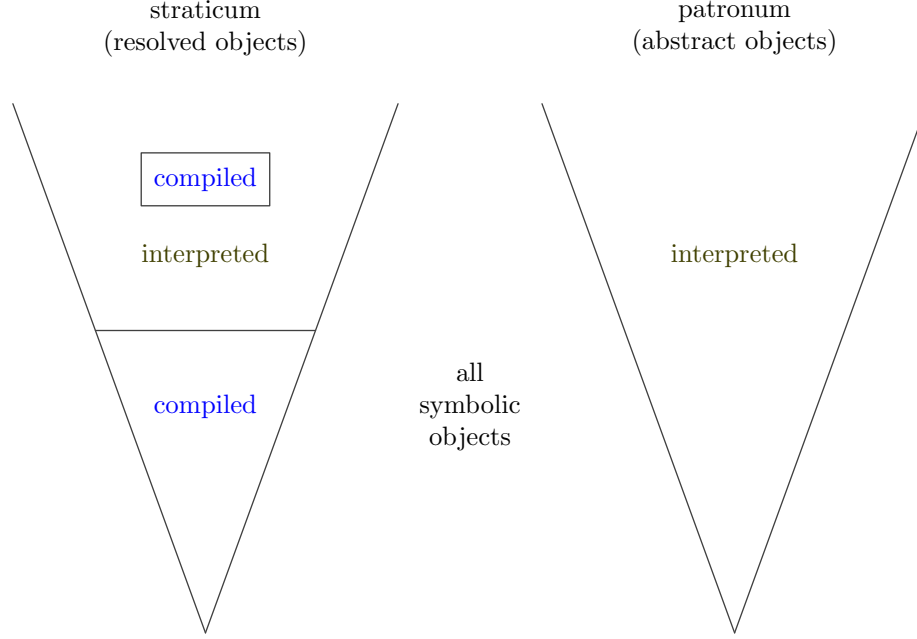 straticum
(resolved objects)
patronum
(abstract objects)
compiled
interpreted
interpreted
compiled
all
symbolic
objects